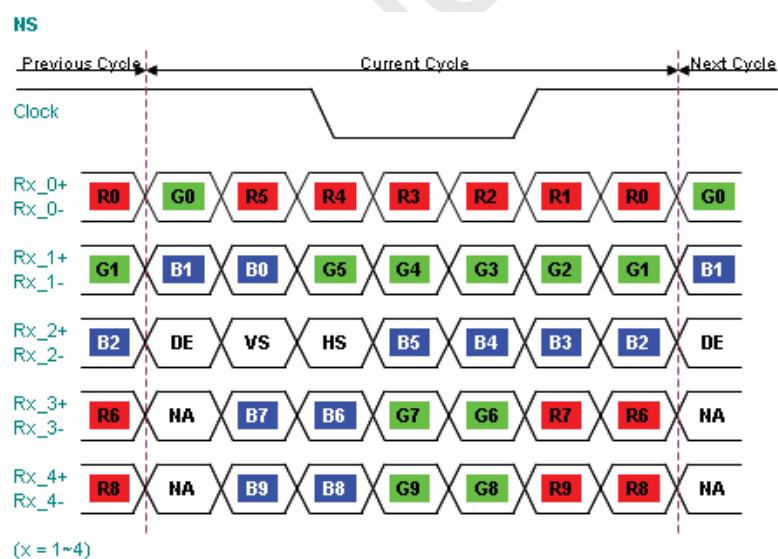 NS
Previous Cycle Current Cycle Next Cycle
Clock
Rx_0+ R0 G0 R5 R4 R3 R2 R1 R0 G0
Rx_0-
Rx_1+ G1 B1 B0 G5 G4 G3 G2 G1 B1
Rx_1-
Rx_2+ B2 DE VS HS B5 B4 B3 B2 DE
Rx_2-
Rx_3+ R6 NA B7 B6 G7 G6 R7 R6 NA
Rx_3-
Rx_4+ R8 NA B9 B8 G9 G8 R9 R8 NA
Rx_4-
(x = 1~4)